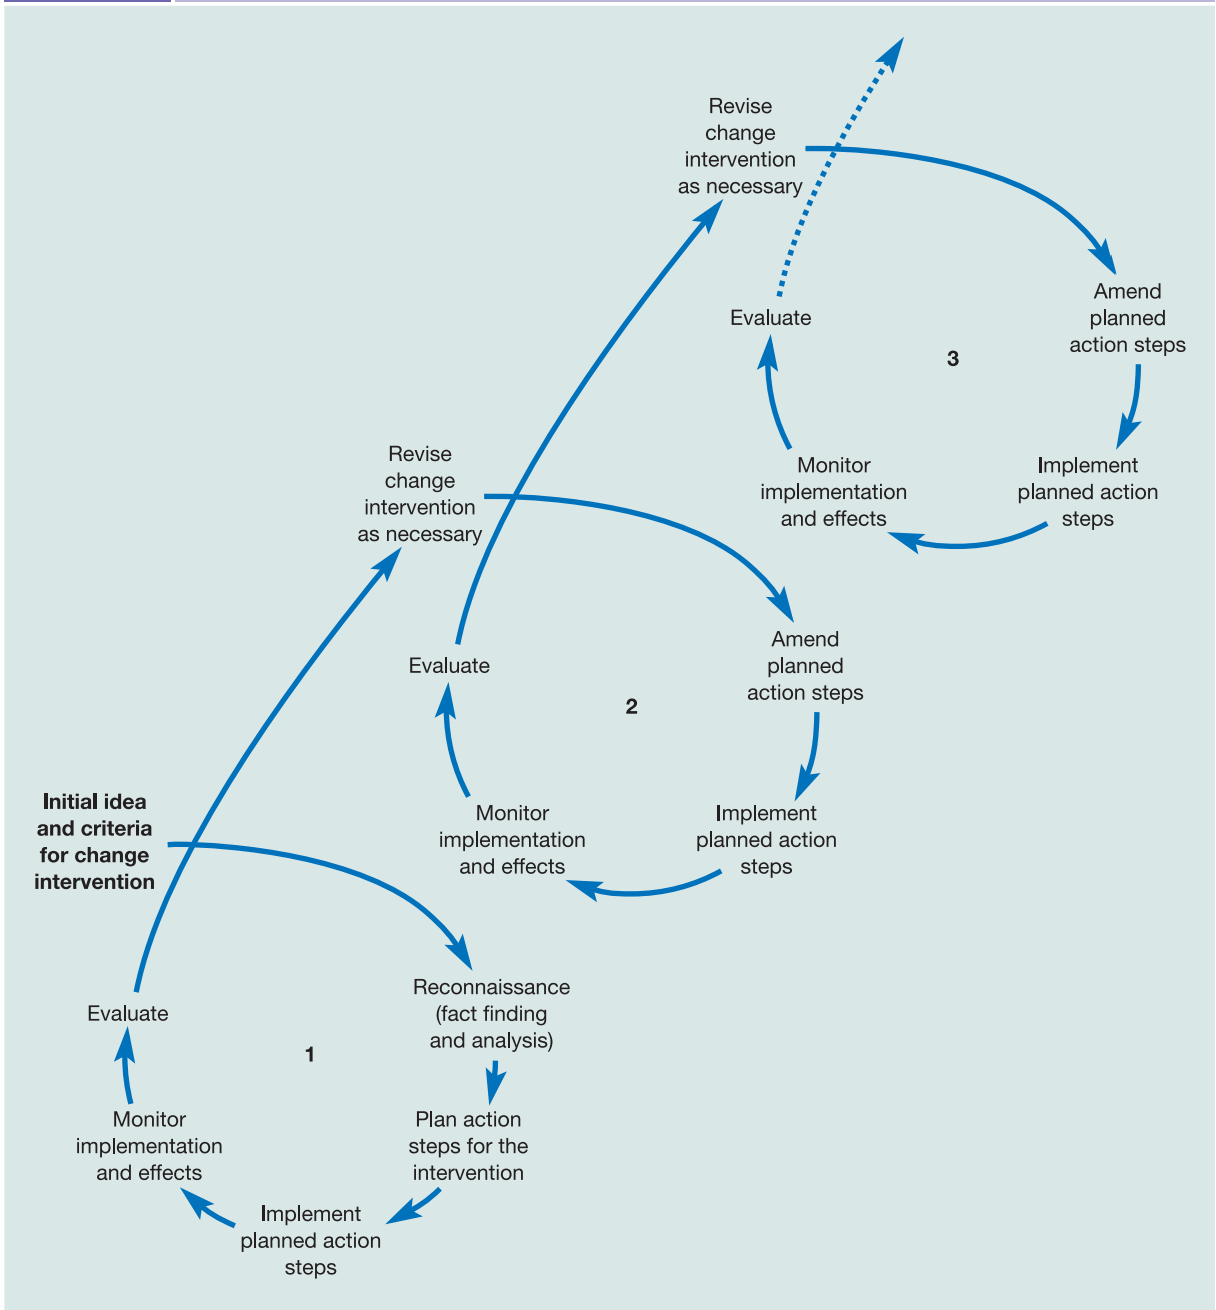 Revise
change
intervention
as necessary
Evaluate
3
Amend
planned
action steps
Monitor
implementation
and effects
Implement
planned action
steps
Revise
change
intervention
as necessary
Evaluate
2
Amend
planned
action steps
Monitor
implementation
and effects
Implement
planned action
steps
Initial idea
and criteria
for change
intervention
Evaluate
1
Reconnaissance
(fact finding
and analysis)
Monitor
implementation
and effects
Plan action
steps for the
intervention
Implement
planned action
steps